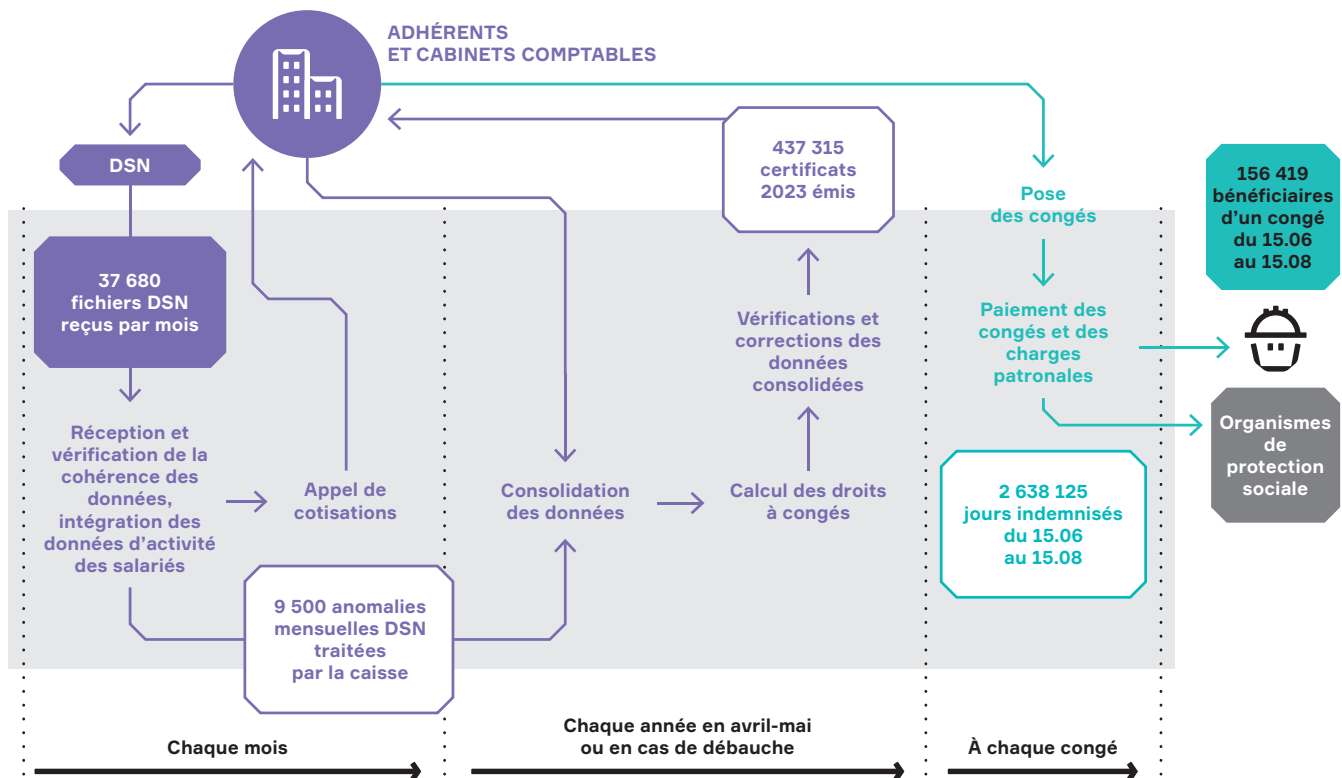 ADHÉRENTS
ET CABINETS COMPTABLES
DSN
37 680
fichiers DSN
reçus par mois
Réception et
vérification de la
cohérence des
données,
intégration des
données d'activité
des salariés
Appel de
cotisations
9 500 anomalies
mensuelles DSN
traitées
par la caisse
Consolidation
des données
Calcul des droits
à congés
Vérifications et
corrections des
données
consolidées
437 315
certificats
2023 émis
Pose
des congés
Paiement des
congés et des
charges
patronales
2 638 125
jours indemnisés
du 15.06
au 15.08
156 419
bénéficiaires
d'un congé
du 15.06
au 15.08
Organismes
de
protection
sociale
Chaque mois
Chaque année en avril-mai
ou en cas de débauche
À chaque congé